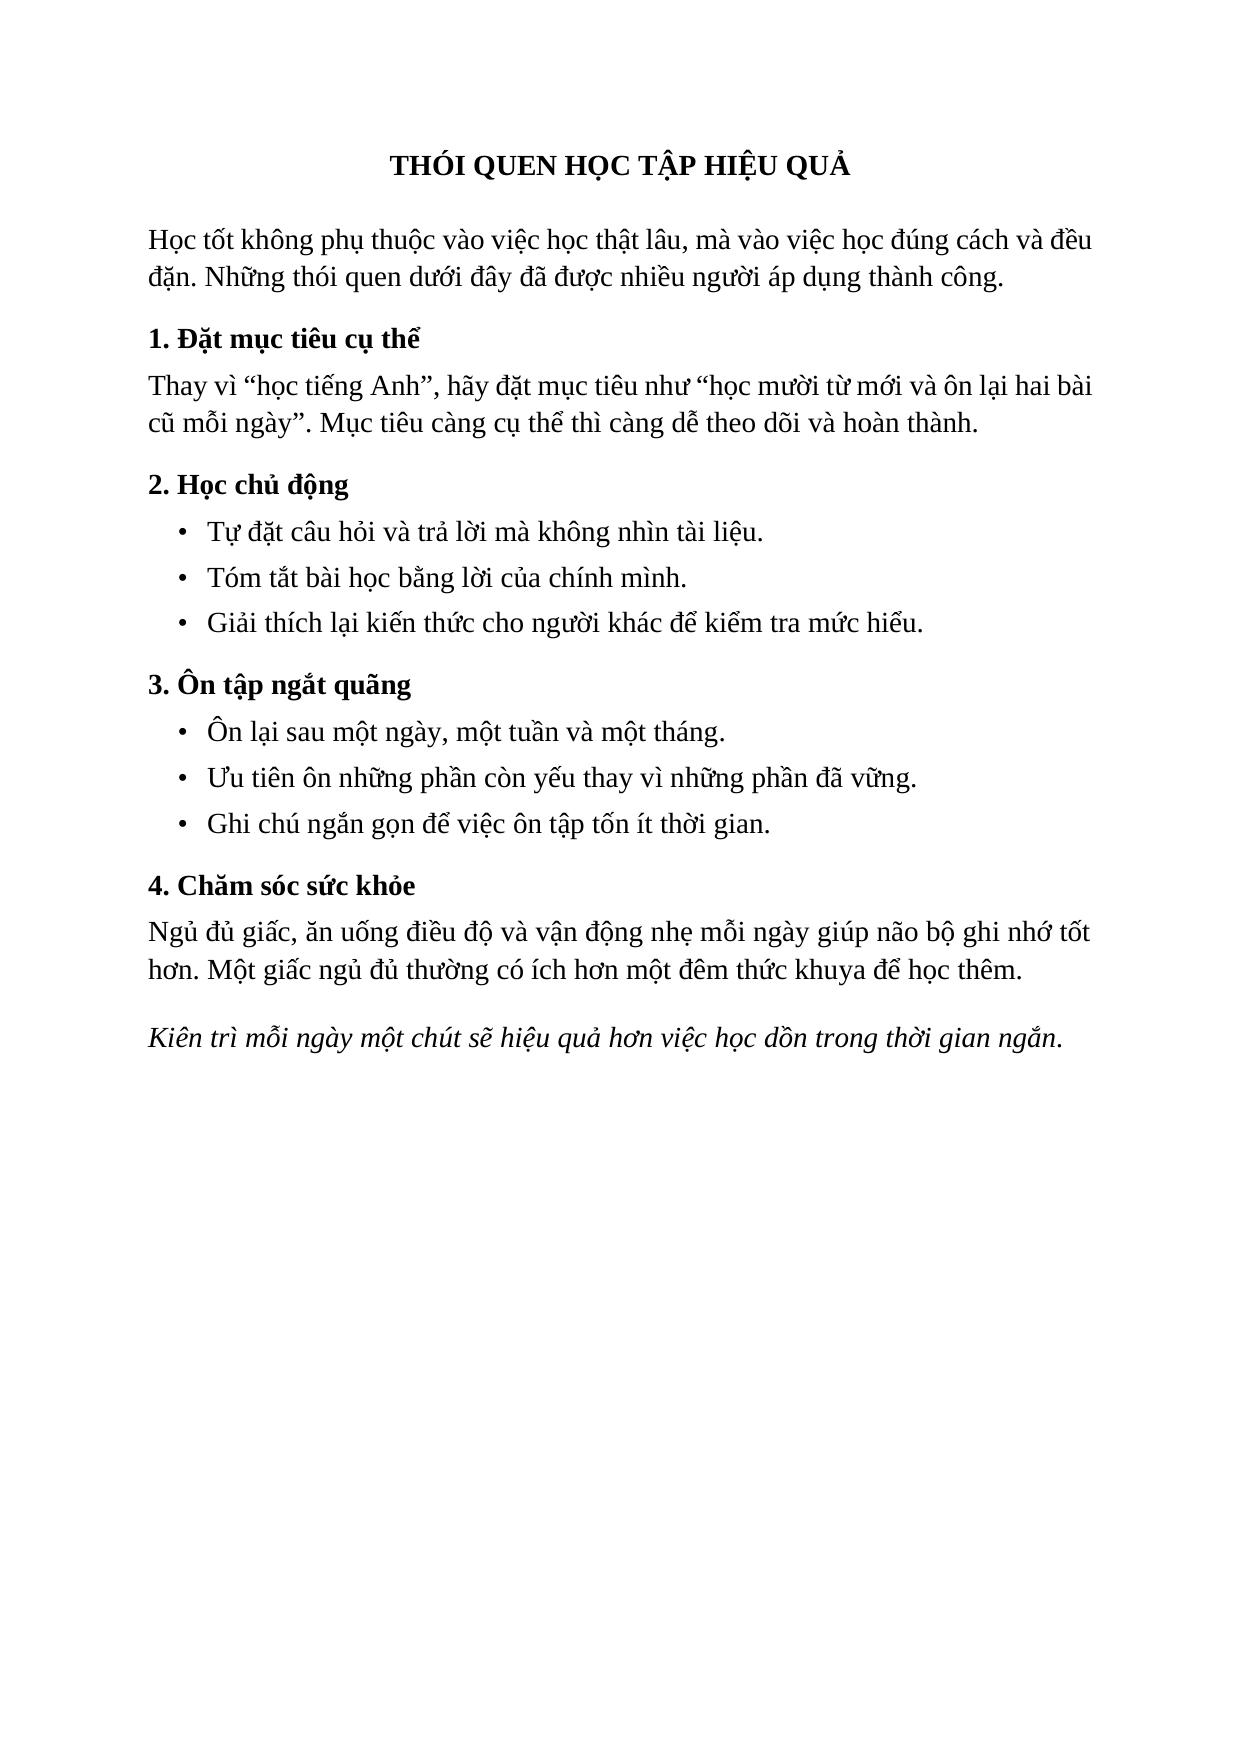 THÓI QUEN HỌC TẬP HIỆU QUẢ
Học tốt không phụ thuộc vào việc học thật lâu, mà vào việc học đúng cách và đều
đặn. Những thói quen dưới đây đã được nhiều người áp dụng thành công.
1. Đặt mục tiêu cụ thể
Thay vì “học tiếng Anh”, hãy đặt mục tiêu như “học mười từ mới và ôn lại hai bài
cũ mỗi ngày”. Mục tiêu càng cụ thể thì càng dễ theo dõi và hoàn thành.
2. Học chủ động
• Tự đặt câu hỏi và trả lời mà không nhìn tài liệu.
• Tóm tắt bài học bằng lời của chính mình.
• Giải thích lại kiến thức cho người khác để kiểm tra mức hiểu.
3. Ôn tập ngắt quãng
• Ôn lại sau một ngày, một tuần và một tháng.
• Ưu tiên ôn những phần còn yếu thay vì những phần đã vững.
• Ghi chú ngắn gọn để việc ôn tập tốn ít thời gian.
4. Chăm sóc sức khỏe
Ngủ đủ giấc, ăn uống điều độ và vận động nhẹ mỗi ngày giúp não bộ ghi nhớ tốt
hơn. Một giấc ngủ đủ thường có ích hơn một đêm thức khuya để học thêm.
Kiên trì mỗi ngày một chút sẽ hiệu quả hơn việc học dồn trong thời gian ngắn.